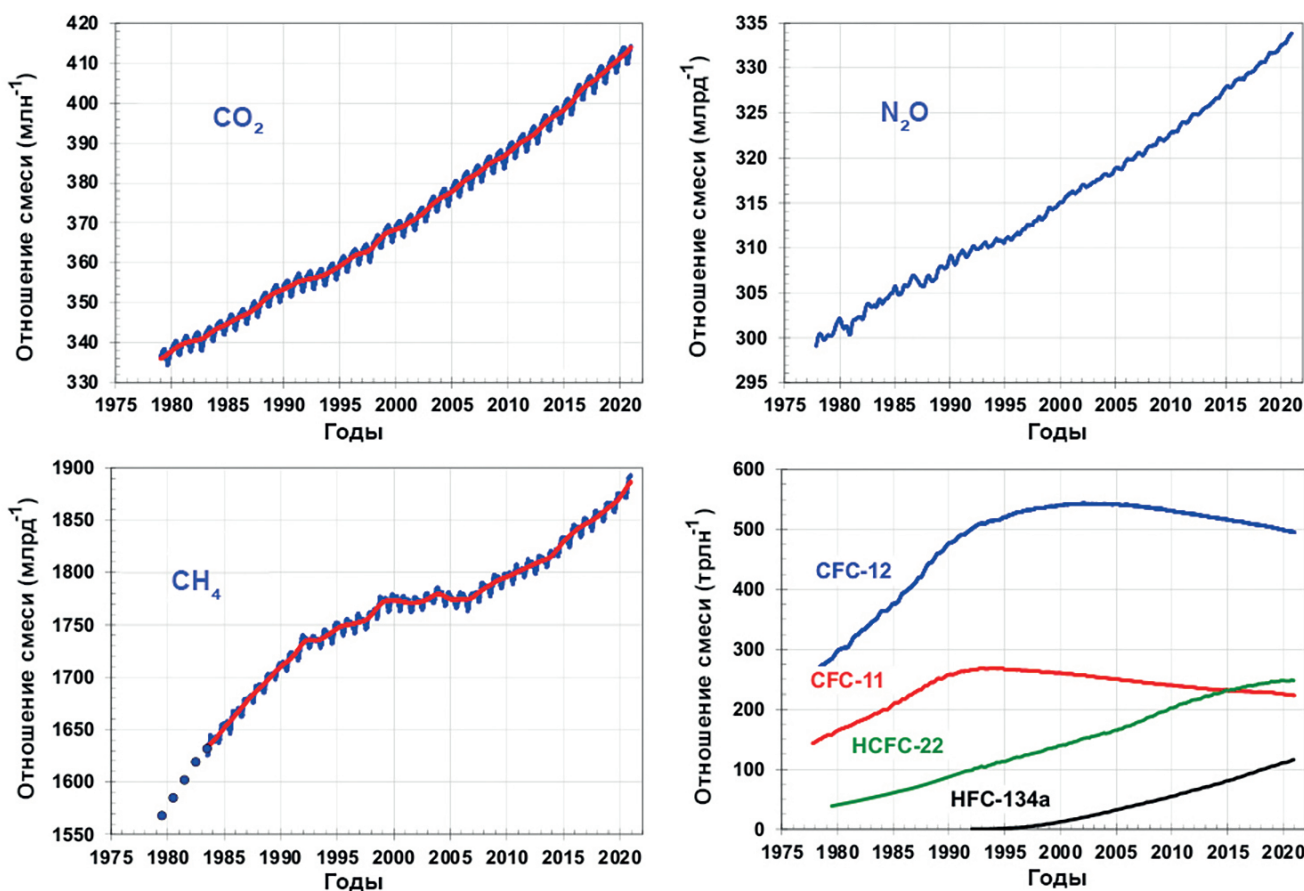 420
410
400
390
380
370
360
350
340
330
Отношение смеси (млн⁻¹)
CO₂
1975 1980 1985 1990 1995 2000 2005 2010 2015 2020
Годы
335
330
325
320
315
310
305
300
295
Отношение смеси (млрд⁻¹)
N₂O
1975 1980 1985 1990 1995 2000 2005 2010 2015 2020
Годы
1900
1850
1800
1750
1700
1650
1600
1550
Отношение смеси (млрд⁻¹)
CH₄
1975 1980 1985 1990 1995 2000 2005 2010 2015 2020
Годы
600
500
400
300
200
100
0
Отношение смеси (трлн⁻¹)
CFC-12
CFC-11
HCFC-22
HFC-134a
1975 1980 1985 1990 1995 2000 2005 2010 2015 2020
Годы